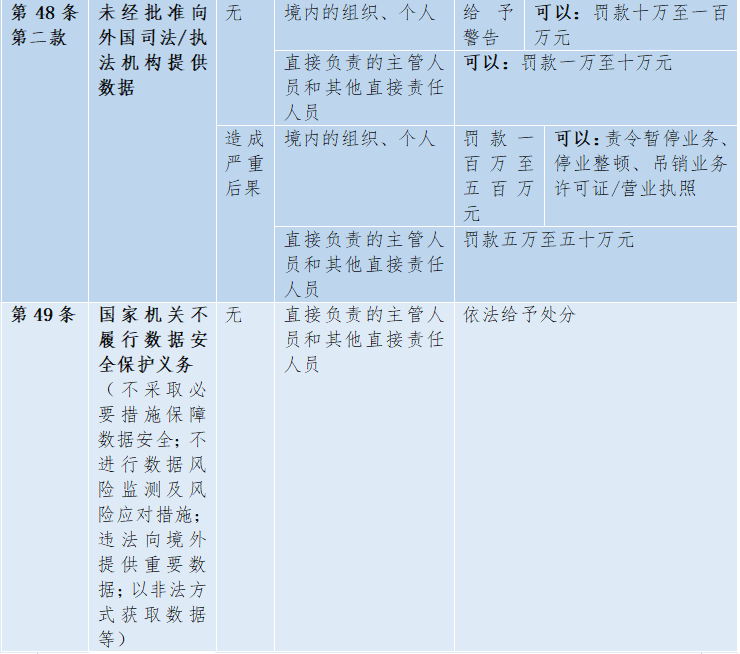 第 48 条
第二款
未经批准向
外国司法/执
法机构提供
数据
无
境内的组织、个人
给予
警告
可以：罚款十万至一百
万元
直接负责的主管人
员和其他直接责任
人员
可以：罚款一万至十万元
造成
严重
后果
境内的组织、个人
罚款一
百万至
五百万
元
可以：责令暂停业务、
停业整顿、吊销业务
许可证/营业执照
直接负责的主管人
员和其他直接责任
人员
罚款五万至五十万元
第 49 条
国家机关不
履行数据安
全保护义务
（不采取必
要措施保障
数据安全；不
进行数据风
险监测及风
险应对措施；
违法向境外
提供重要数
据；以非法方
式获取数据
等）
无
直接负责的主管人
员和其他直接责任
人员
依法给予处分